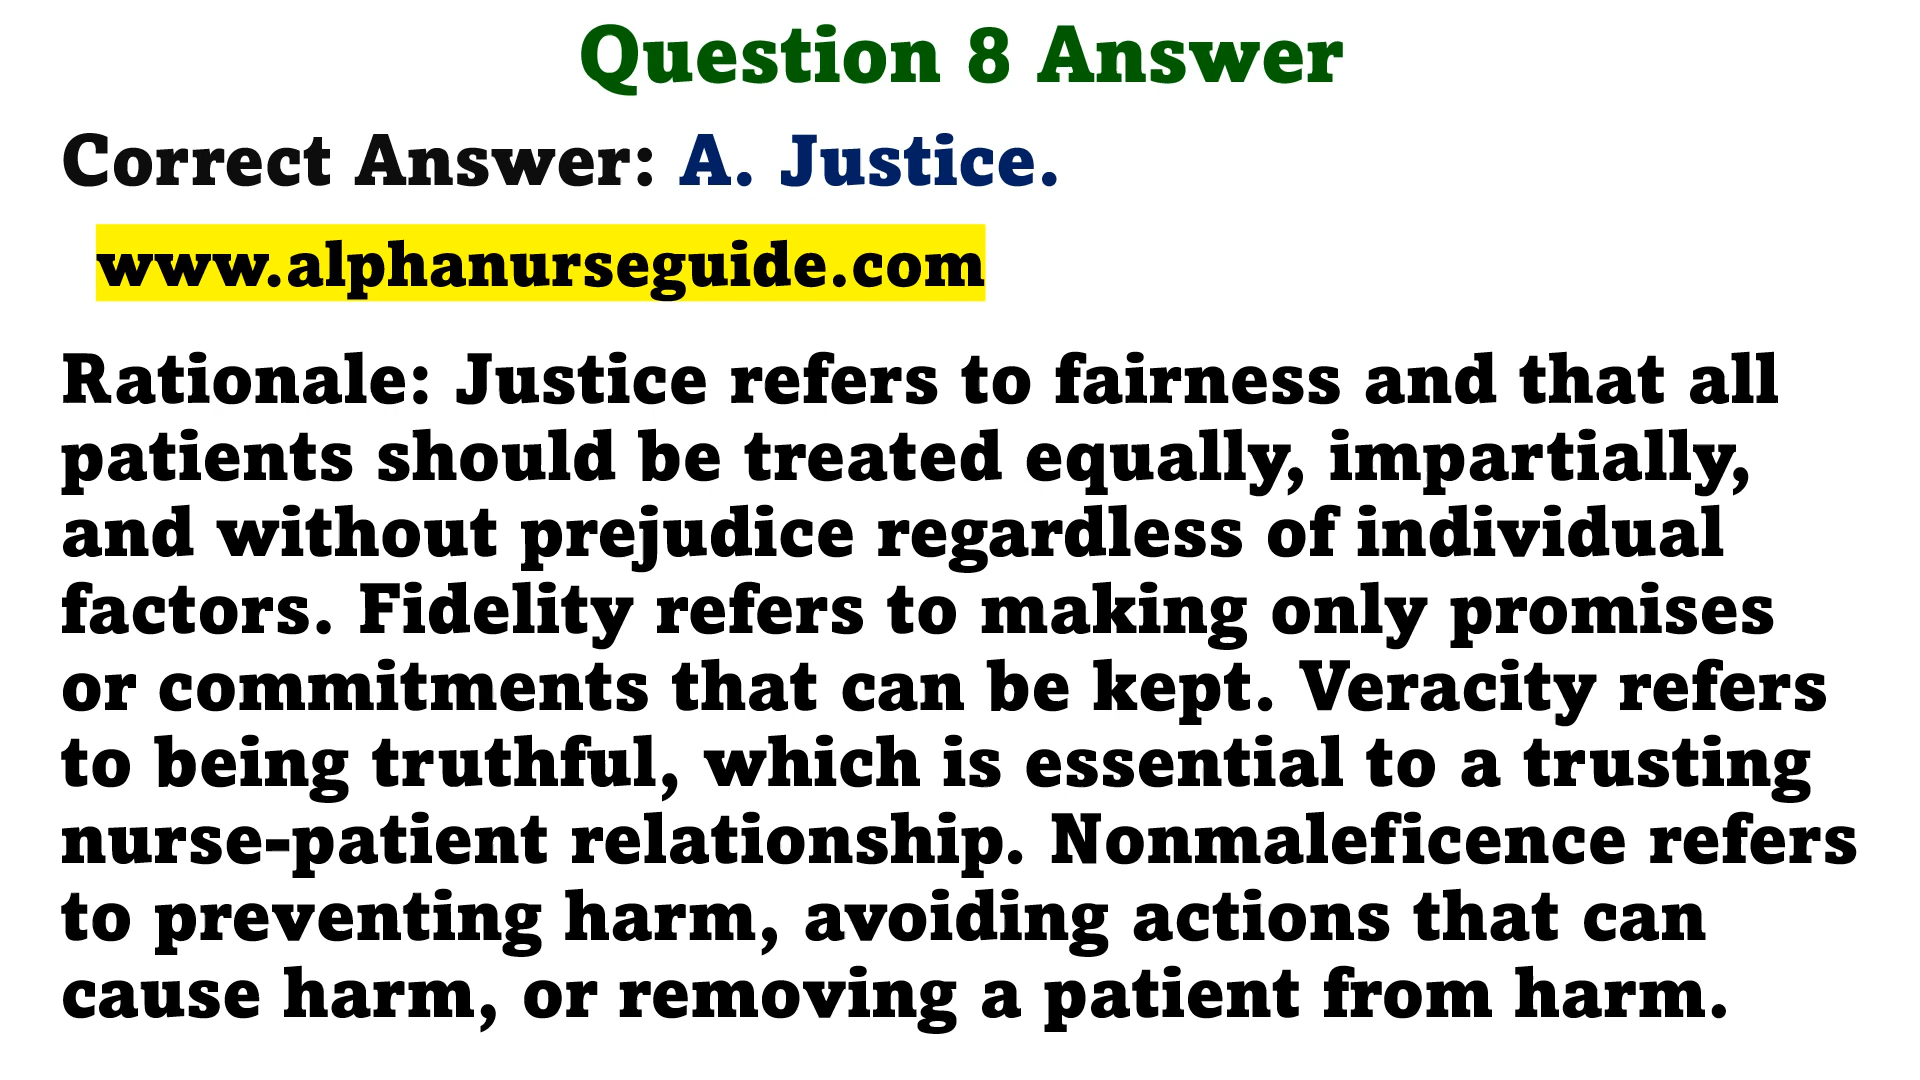 Question 8 Answer
Correct Answer: A. Justice.
www.alphanurseguide.com
Rationale: Justice refers to fairness and that all
patients should be treated equally, impartially,
and without prejudice regardless of individual
factors. Fidelity refers to making only promises
or commitments that can be kept. Veracity refers
to being truthful, which is essential to a trusting
nurse-patient relationship. Nonmaleficence refers
to preventing harm, avoiding actions that can
cause harm, or removing a patient from harm.